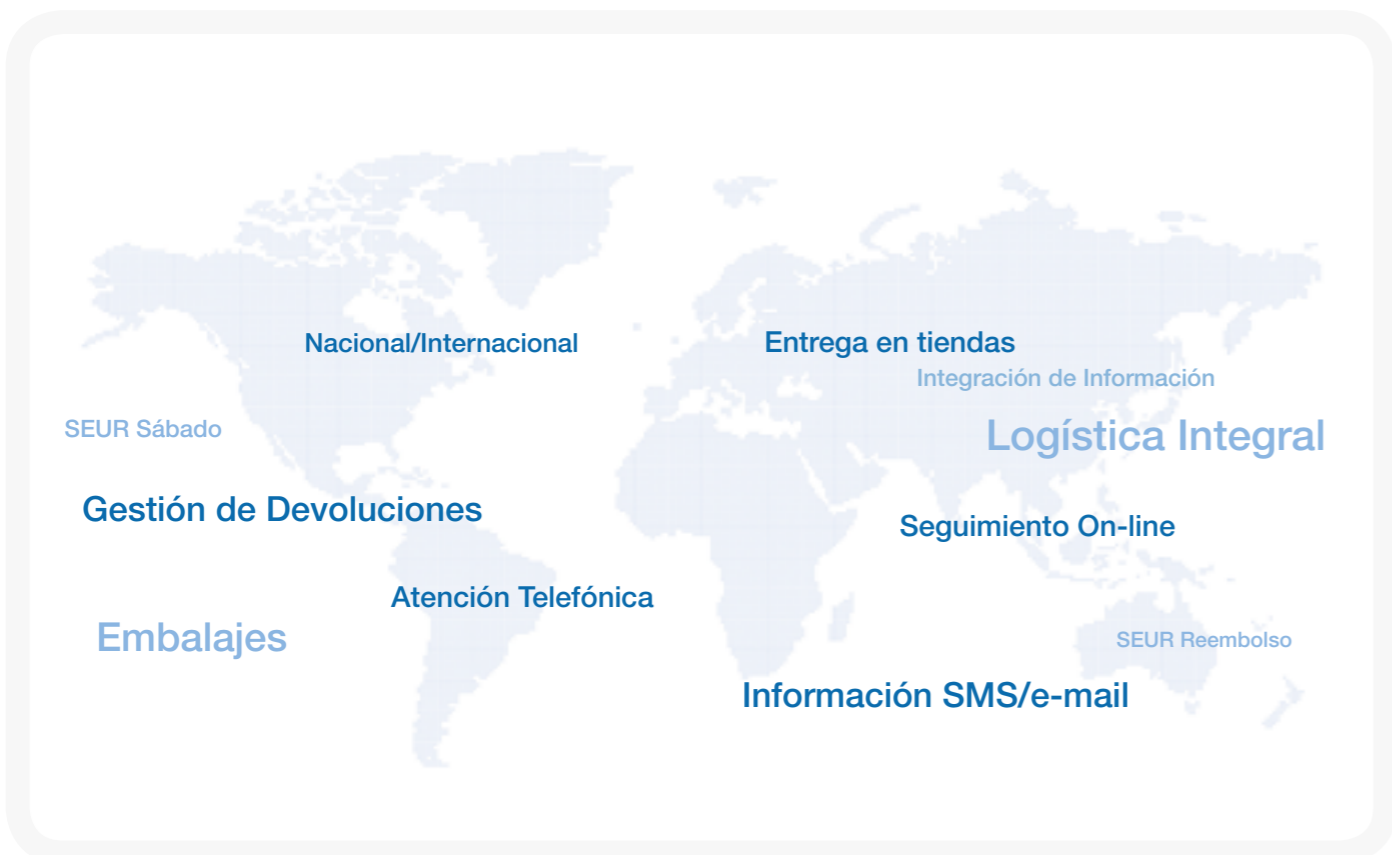 Nacional/Internacional
Entrega en tiendas
Integración de Información
SEUR Sábado
Logística Integral
Gestión de Devoluciones
Seguimiento On-line
Atención Telefónica
Embalajes
SEUR Reembolso
Información SMS/e-mail